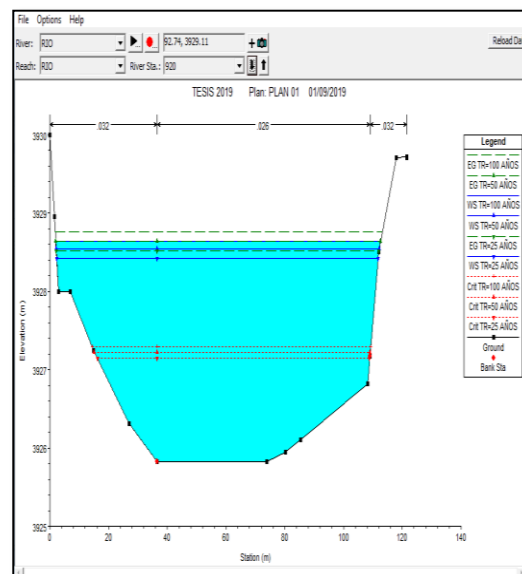 File Options Help
River: RIO 92.74, 3929.11 Reload Da
Reach: RIO River Sta.: 920
TESIS 2019 Plan: PLAN 01 01/09/2019
.032 .026 .032
Legend
EG TR=100 AÑOS
EG TR=50 AÑOS
WS TR=100 AÑOS
WS TR=50 AÑOS
EG TR=25 AÑOS
WS TR=25 AÑOS
Crit TR=100 AÑOS
Crit TR=50 AÑOS
Crit TR=25 AÑOS
Ground
Bank Sta
3930
3929
3928
3927
3926
3925
Elevation (m)
0 20 40 60 80 100 120 140
Station (m)